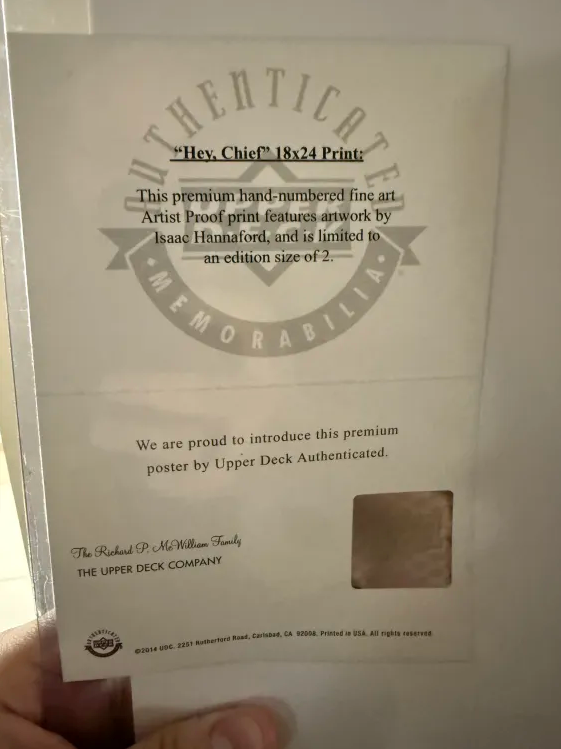 AUTHENTICATED
"Hey, Chief" 18x24 Print:
This premium hand-numbered fine art
Artist Proof print features artwork by
Isaac Hannaford, and is limited to
an edition size of 2.
MEMORABILIA
We are proud to introduce this premium
poster by Upper Deck Authenticated.
The Richard P. McWilliam Family
THE UPPER DECK COMPANY
AUTHENTICATED
©2014 UDC. 2251 Rutherford Road, Carlsbad, CA 92008. Printed in USA. All rights reserved.